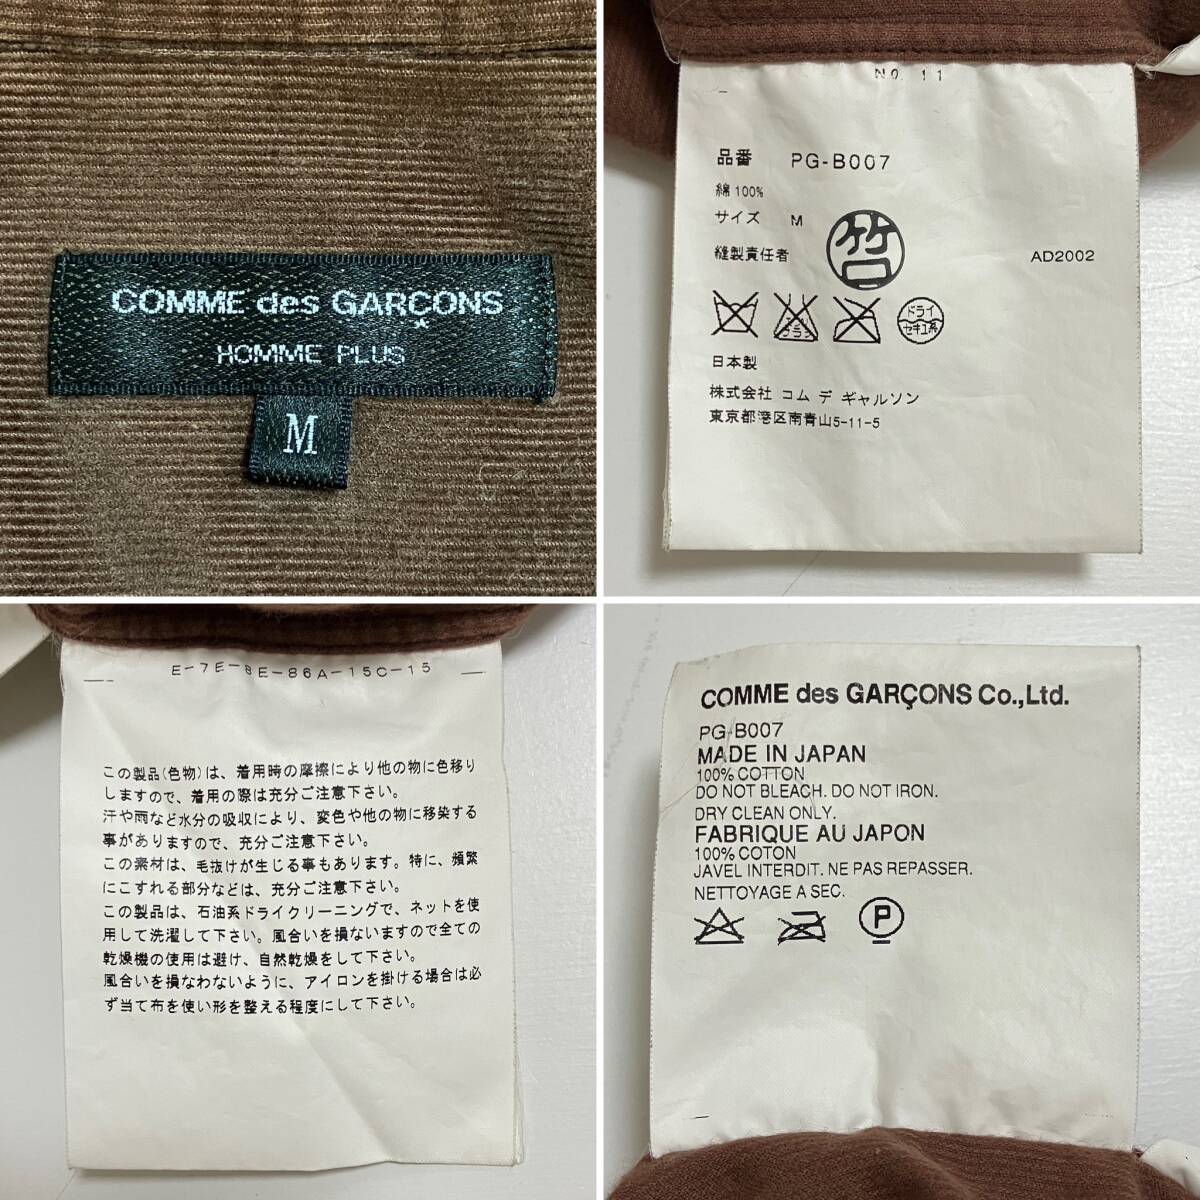 COMME des GARÇONS
HOMME PLUS
M
No. 11
品番 PG-B007
綿 100%
サイズ M
縫製責任者
AD2002
ドライ
セキユ系
日本製
株式会社 コム デ ギャルソン
東京都港区南青山5-11-5
E-7E-8E-86A-15C-15
この製品(色物)は、着用時の摩擦により他の物に色移り
しますので、着用の際は充分ご注意下さい。
汗や雨など水分の吸収により、変色や他の物に移染する
事がありますので、充分ご注意下さい。
この素材は、毛抜けが生じる事もあります。特に、頻繁
にこすれる部分などは、充分ご注意下さい。
この製品は、石油系ドライクリーニングで、ネットを使
用して洗濯して下さい。風合いを損ないますので全ての
乾燥機の使用は避け、自然乾燥をして下さい。
風合いを損なわないように、アイロンを掛ける場合は必
ず当て布を使い形を整える程度にして下さい。
COMME des GARÇONS Co.,Ltd.
PG-B007
MADE IN JAPAN
100% COTTON
DO NOT BLEACH. DO NOT IRON.
DRY CLEAN ONLY.
FABRIQUE AU JAPON
100% COTON
JAVEL INTERDIT. NE PAS REPASSER.
NETTOYAGE A SEC.
P